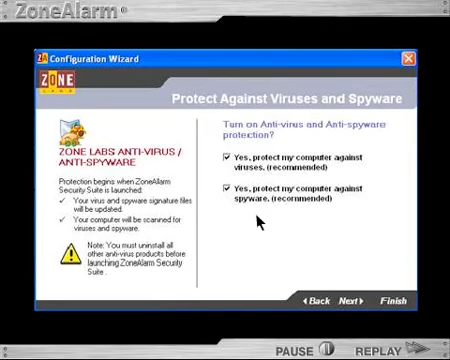 ZoneAlarm®
ZA Configuration Wizard
ZONE
LABS
Protect Against Viruses and Spyware
ZONE LABS ANTI-VIRUS /
ANTI-SPYWARE
Protection begins when ZoneAlarm
Security Suite is launched:
✓ Your virus and spyware signature files
will be updated.
✓ Your computer will be scanned for
viruses and spyware.
Note: You must uninstall all
other anti-virus products before
launching ZoneAlarm Security
Suite .
Turn on Anti-virus and Anti-spyware
protection?
Yes, protect my computer against
viruses. (recommended)
Yes, protect my computer against
spyware. (recommended)
Back Next Finish
PAUSE REPLAY